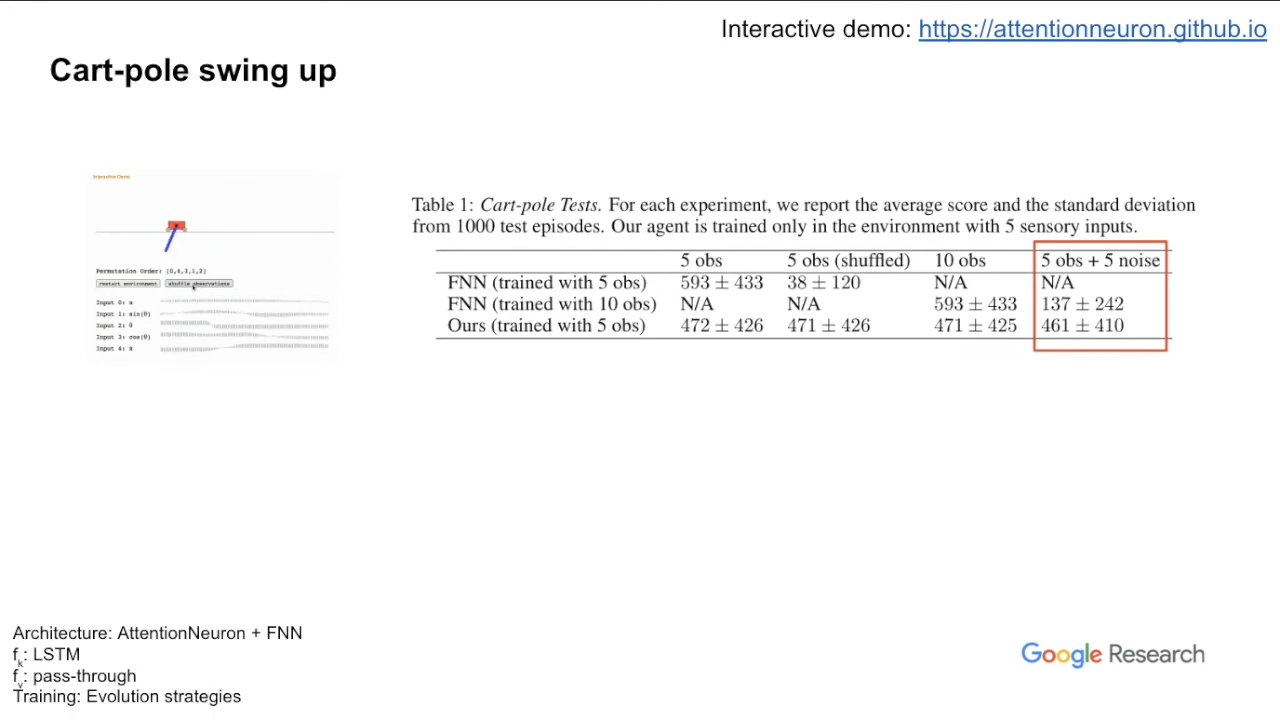 Interactive demo: https://attentionneuron.github.io
Cart-pole swing up
Interactive Demo
Permutation Order: [0,4,3,1,2]
restart environment shuffle observations
Input 0: x
Input 1: sin(θ)
Input 3: cos(θ)
Table 1: Cart-pole Tests. For each experiment, we report the average score and the standard deviation
from 1000 test episodes. Our agent is trained only in the environment with 5 sensory inputs.
5 obs 5 obs (shuffled) 10 obs 5 obs + 5 noise
FNN (trained with 5 obs) 593 ± 433 38 ± 120 N/A N/A
FNN (trained with 10 obs) N/A N/A 593 ± 433 137 ± 242
Ours (trained with 5 obs) 472 ± 426 471 ± 426 471 ± 425 461 ± 410
Architecture: AttentionNeuron + FNN
fk: LSTM
fv: pass-through
Training: Evolution strategies
Google Research